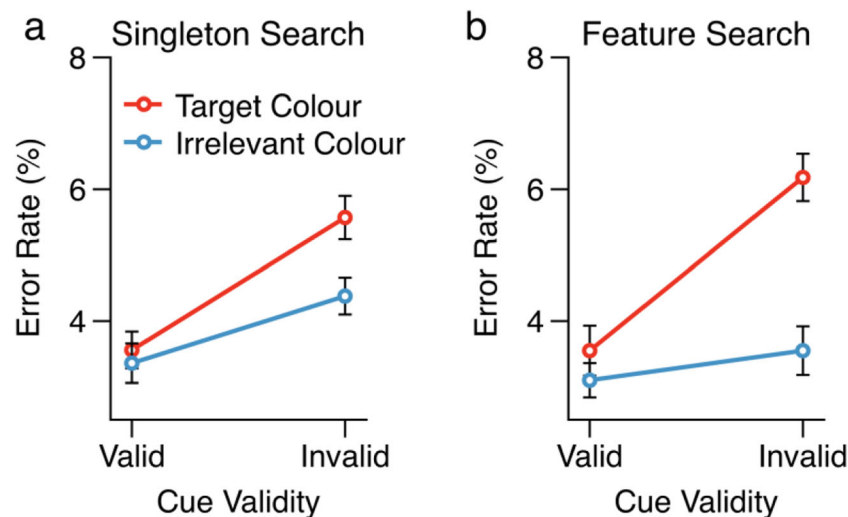 a Singleton Search
8
6
4
Error Rate (%)
Target Colour
Irrelevant Colour
Valid Invalid
Cue Validity
b Feature Search
8
6
4
Error Rate (%)
Valid Invalid
Cue Validity